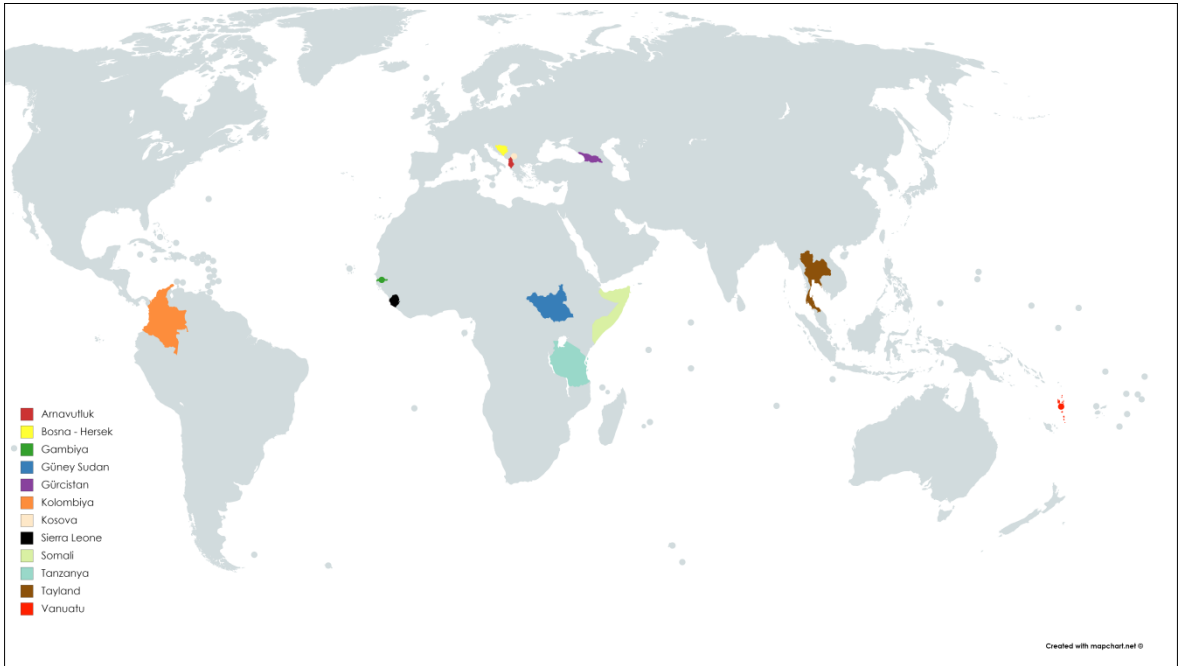 Arnavutluk
Bosna - Hersek
Gambiya
Güney Sudan
Gürcistan
Kolombiya
Kosova
Sierra Leone
Somali
Tanzanya
Tayland
Vanuatu
Created with mapchart.net ©